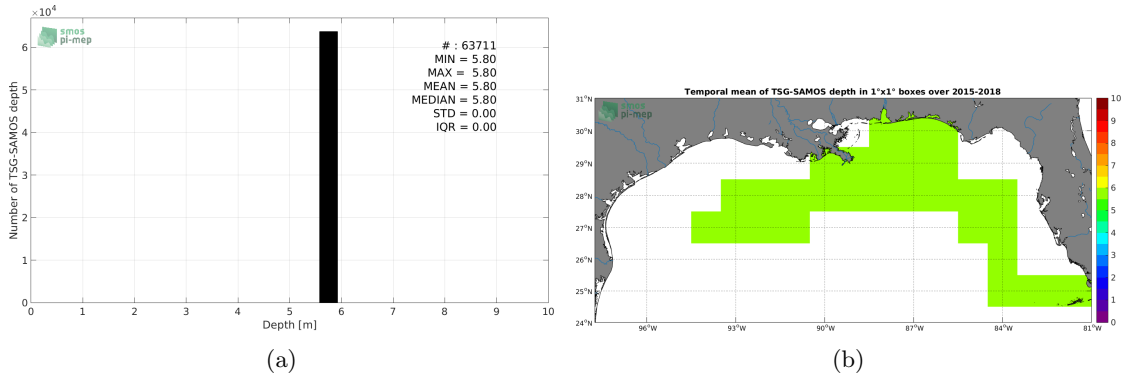 ×10⁴
smos
pi-mep
# : 63711
MIN = 5.80
MAX = 5.80
MEAN = 5.80
MEDIAN = 5.80
STD = 0.00
IQR = 0.00
Number of TSG-SAMOS depth
6
5
4
3
2
1
0
0 1 2 3 4 5 6 7 8 9 10
Depth [m]
(a)
Temporal mean of TSG-SAMOS depth in 1°x1° boxes over 2015-2018
smos
pi-mep
31°N
30°N
29°N
28°N
27°N
26°N
25°N
24°N
96°W 93°W 90°W 87°W 84°W 81°W
10
9
8
7
6
5
4
3
2
1
0
(b)